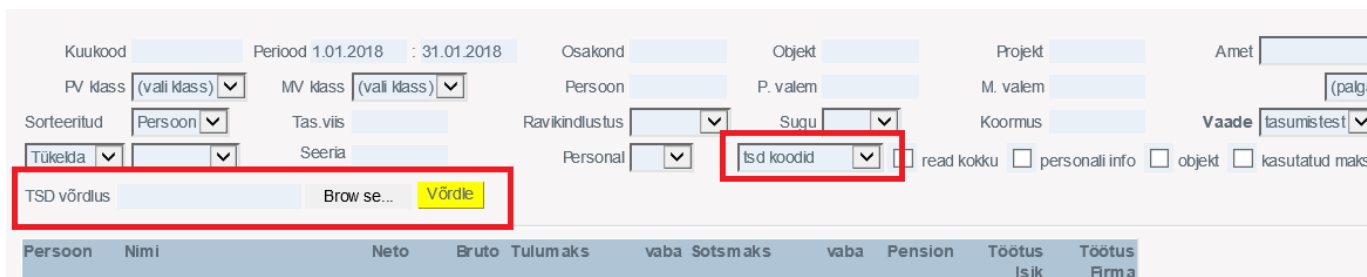 Kuukood Periood 1.01.2018 : 31.01.2018 Osakond Objekt Projekt Amet
PV klass (vali klass) MV klass (vali klass) Persoon P. valem M. valem (palga
Sorteeritud Persoon Tas.viis Ravikindlustus Sugu Koormus Vaade tasumistest
Tükelda Seeria Personal tsd koodid read kokku personali info objekt kasutatud maks
TSD võrdlus Browse... Võrdle
Persoon Nimi Neto Bruto Tulumaks vaba Sotsmaks vaba Pension Töötus Töötus
Isik Firma